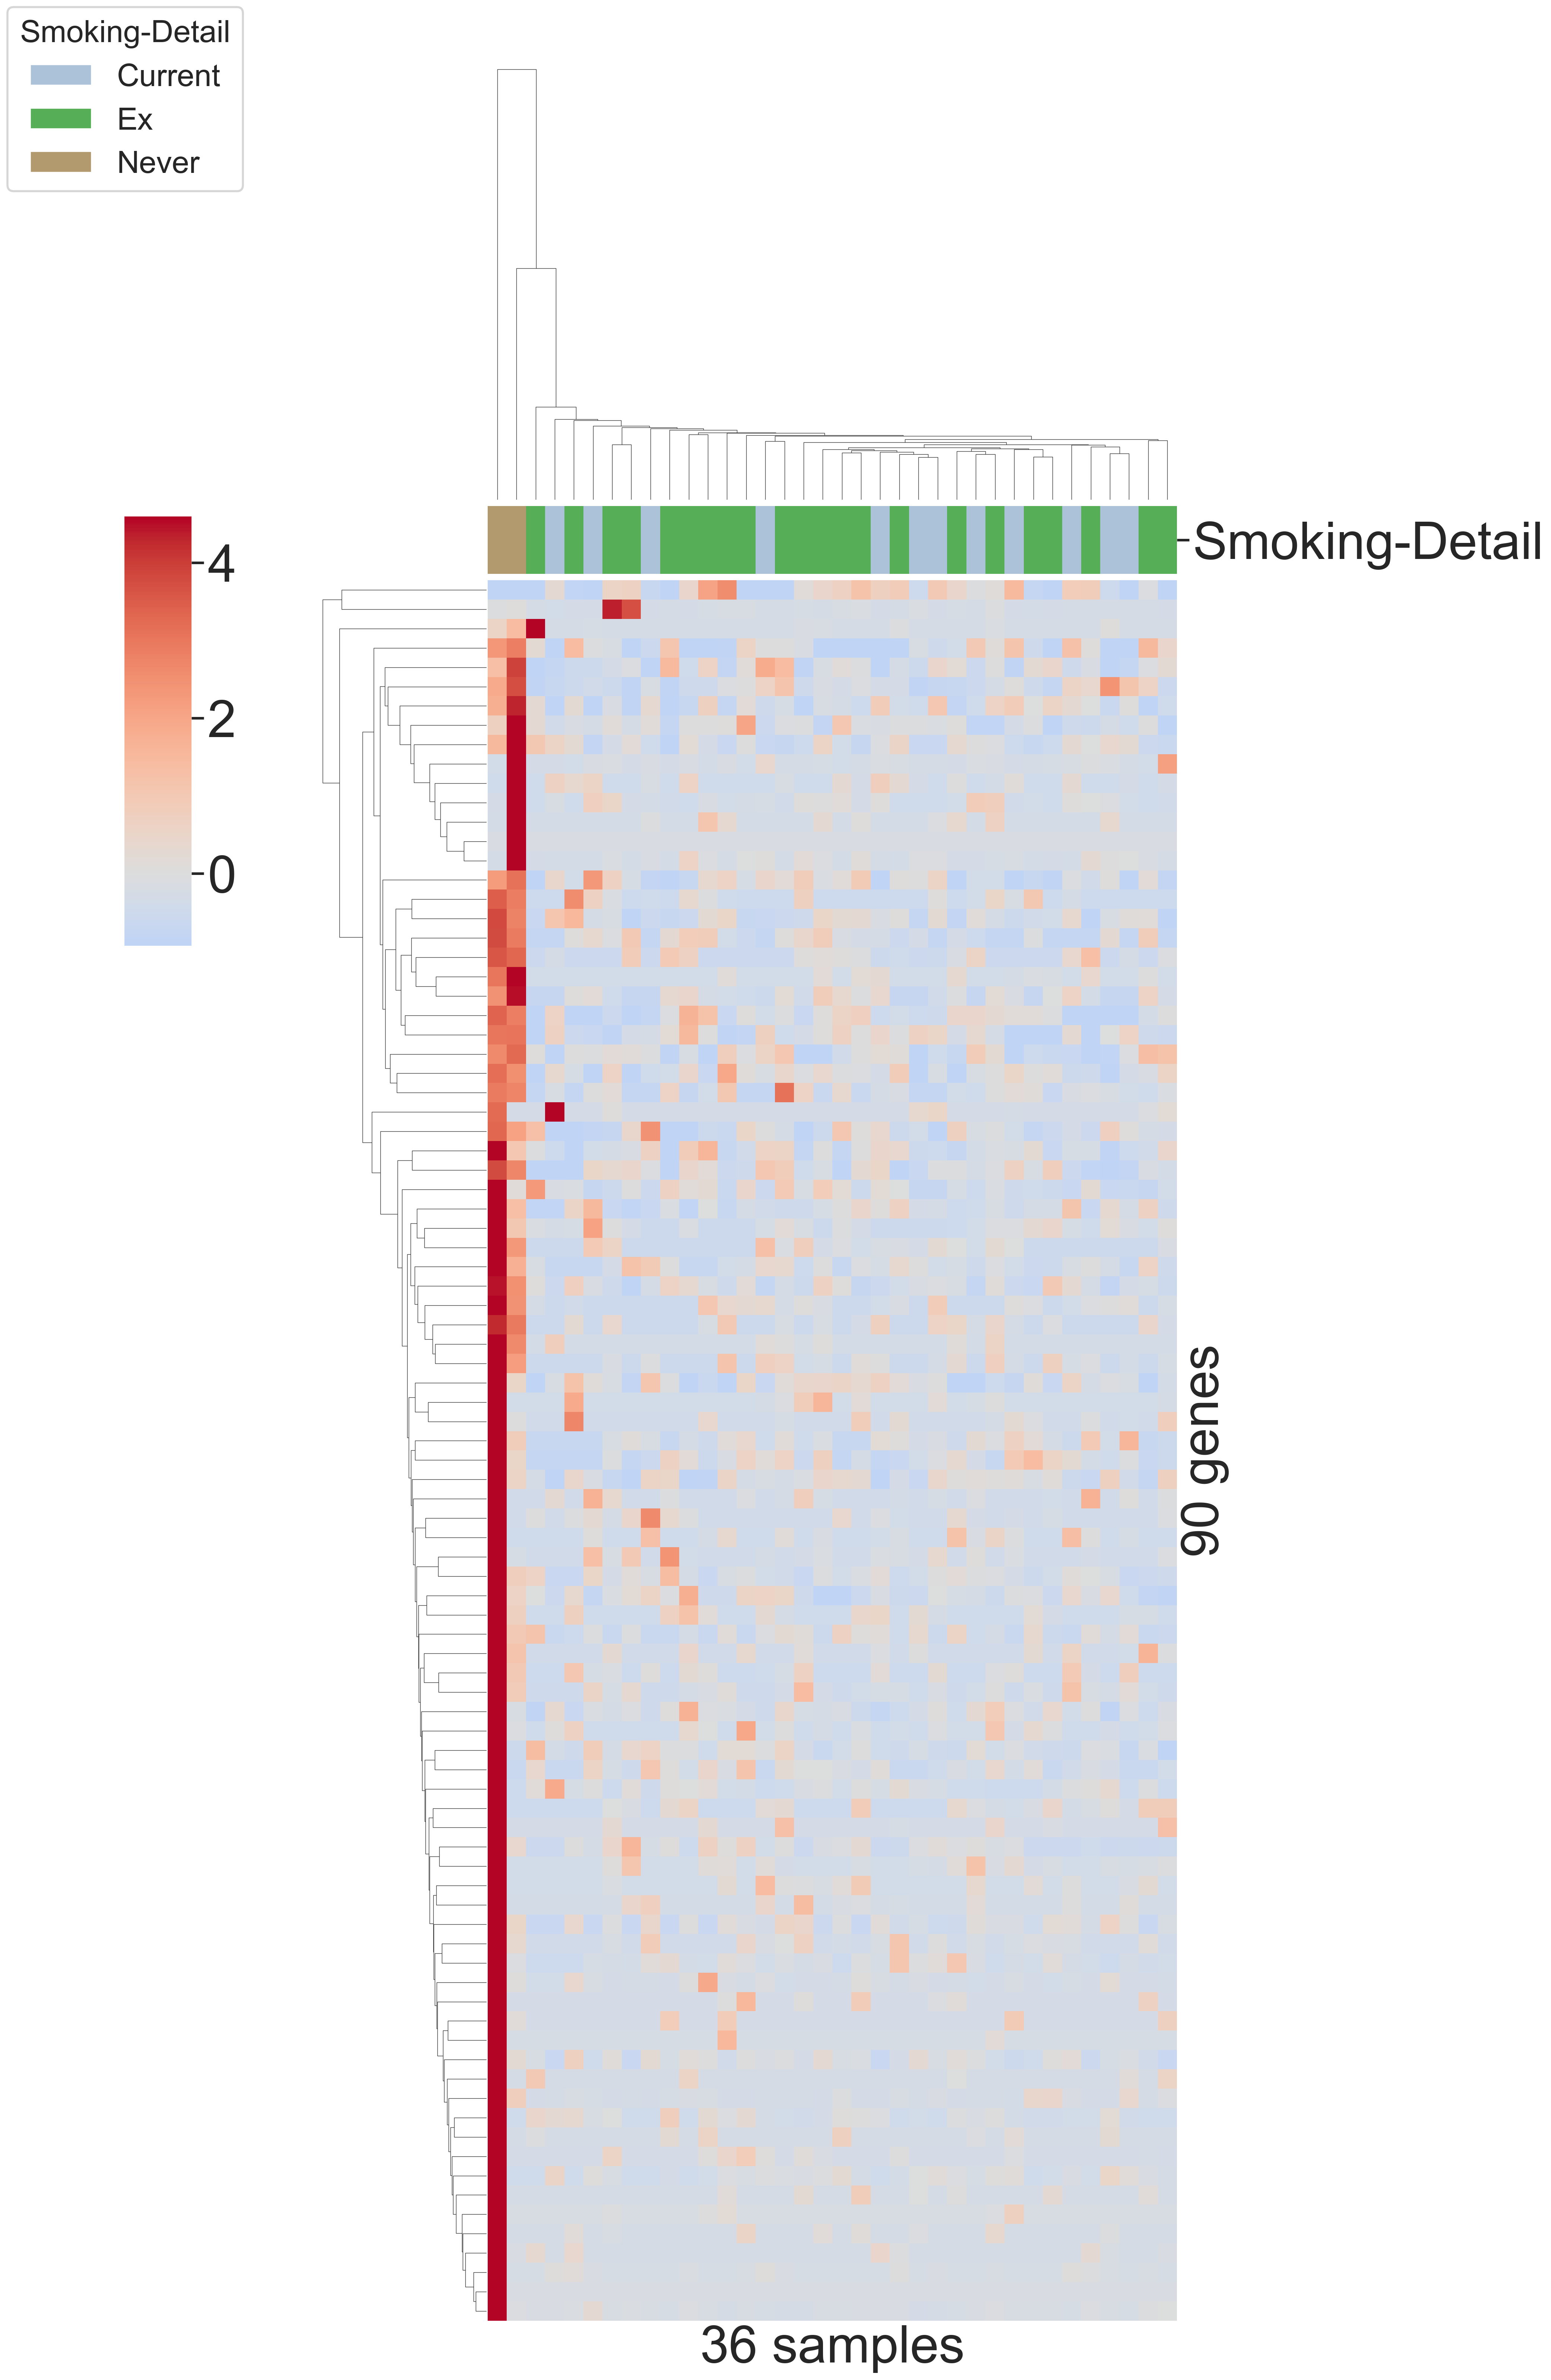 Smoking-Detail
Current
Ex
Never
Smoking-Detail
4
2
0
90 genes
36 samples